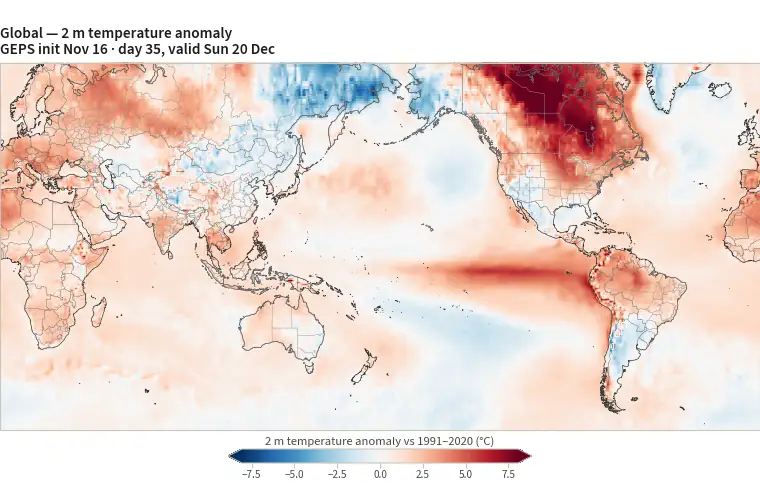 Global — 2 m temperature anomaly
GEPS init Nov 16 · day 35, valid Sun 20 Dec
2 m temperature anomaly vs 1991–2020 (°C)
−7.5 −5.0 −2.5 0.0 2.5 5.0 7.5